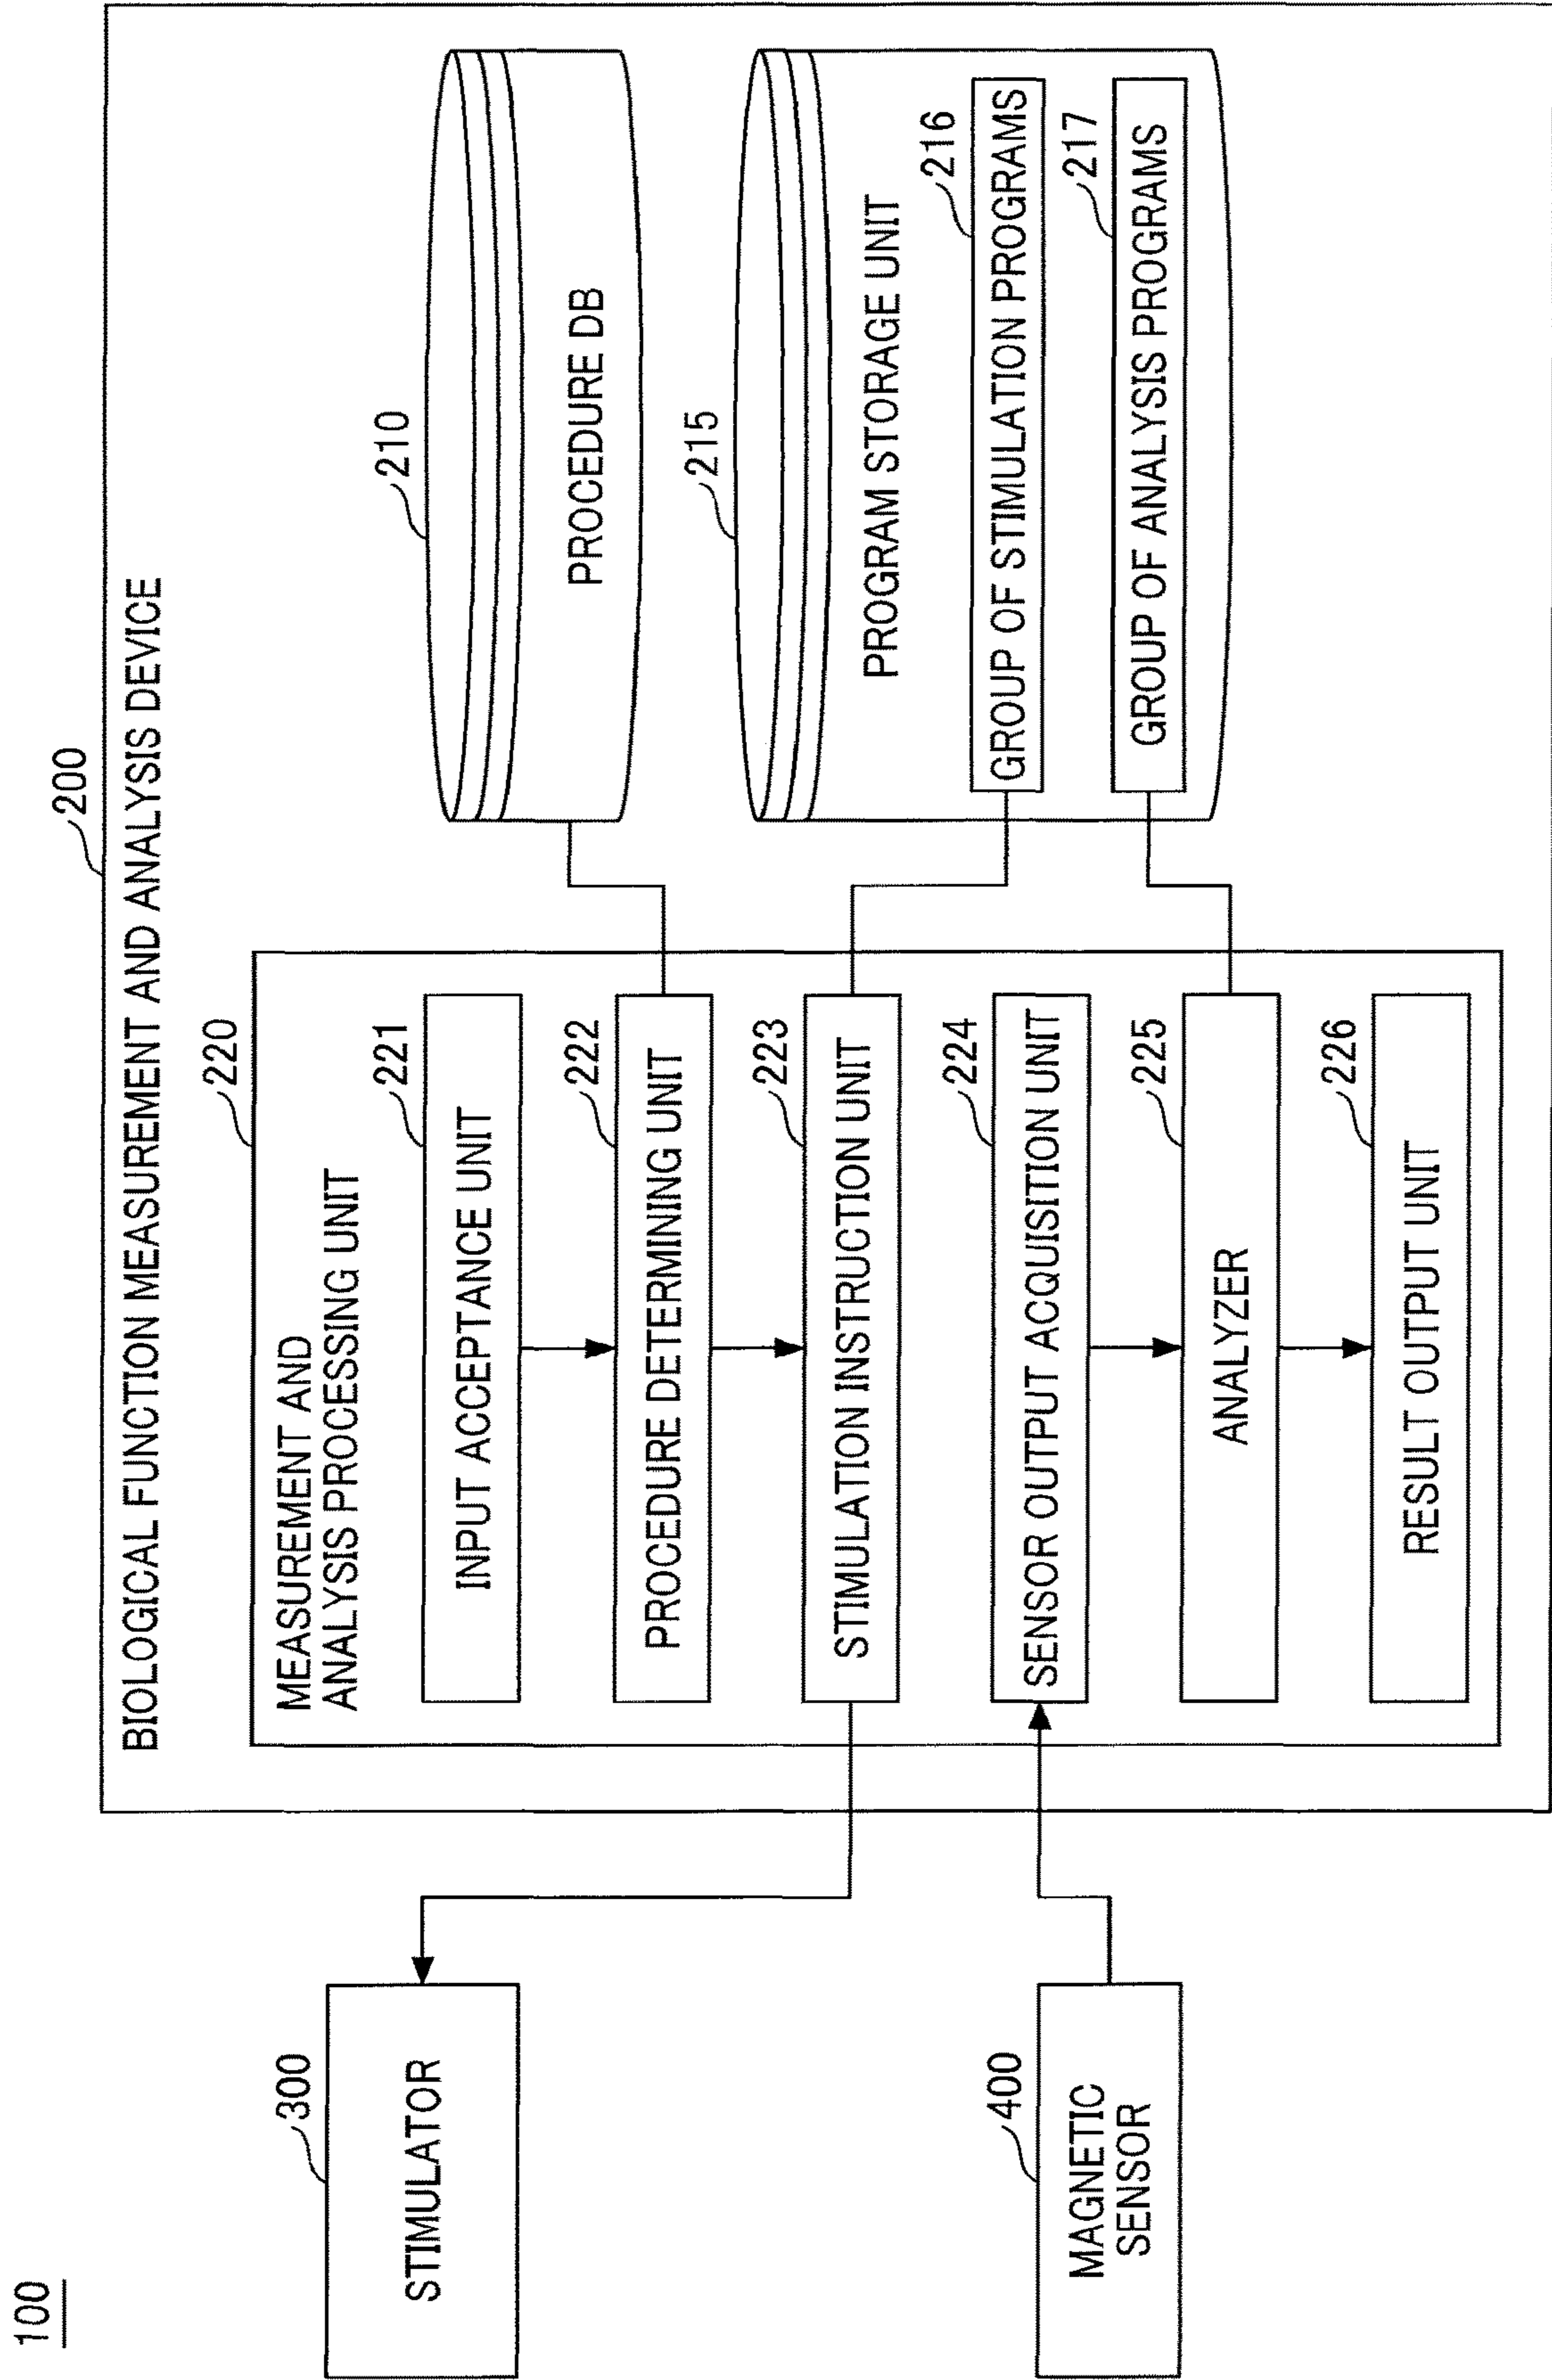 100
200
BIOLOGICAL FUNCTION MEASUREMENT AND ANALYSIS DEVICE
300
STIMULATOR
400
MAGNETIC
SENSOR
220
MEASUREMENT AND
ANALYSIS PROCESSING UNIT
221
INPUT ACCEPTANCE UNIT
222
PROCEDURE DETERMINING UNIT
223
STIMULATION INSTRUCTION UNIT
224
SENSOR OUTPUT ACQUISITION UNIT
225
ANALYZER
226
RESULT OUTPUT UNIT
210
PROCEDURE DB
215
PROGRAM STORAGE UNIT
216
GROUP OF STIMULATION PROGRAMS
217
GROUP OF ANALYSIS PROGRAMS